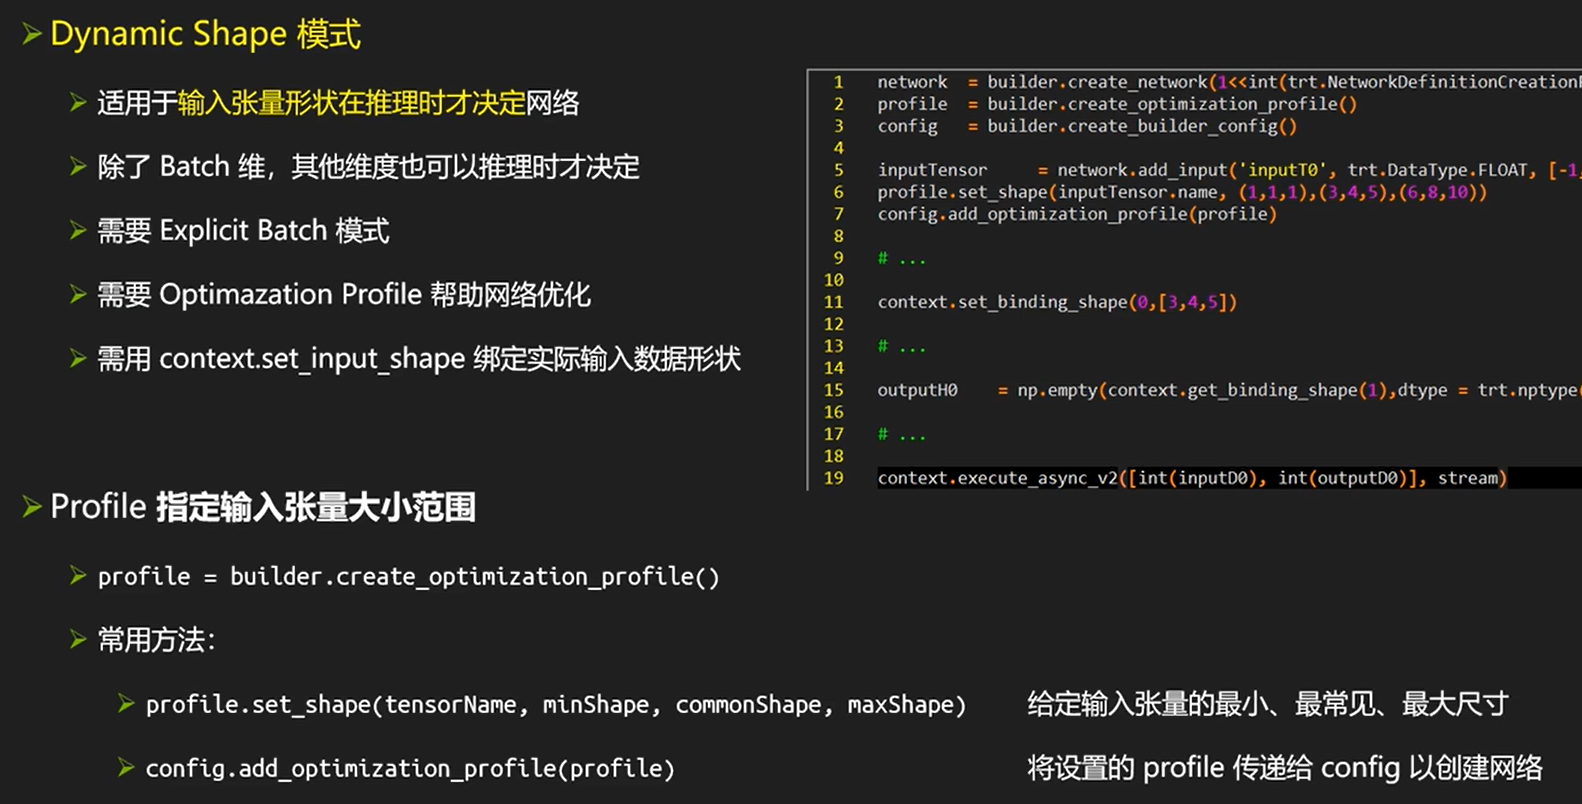 Dynamic Shape 模式
适用于输入张量形状在推理时才决定网络
除了 Batch 维，其他维度也可以推理时才决定
需要 Explicit Batch 模式
需要 Optimazation Profile 帮助网络优化
需用 context.set_input_shape 绑定实际输入数据形状
1 network = builder.create_network(1<<int(trt.NetworkDefinitionCreation
2 profile = builder.create_optimization_profile()
3 config = builder.create_builder_config()
4
5 inputTensor = network.add_input('inputT0', trt.DataType.FLOAT, [-1,
6 profile.set_shape(inputTensor.name, (1,1,1),(3,4,5),(6,8,10))
7 config.add_optimization_profile(profile)
8
9 # ...
10
11 context.set_binding_shape(0,[3,4,5])
12
13 # ...
14
15 outputH0 = np.empty(context.get_binding_shape(1),dtype = trt.nptype(
16
17 # ...
18
19 context.execute_async_v2([int(inputD0), int(outputD0)], stream)
Profile 指定输入张量大小范围
profile = builder.create_optimization_profile()
常用方法：
profile.set_shape(tensorName, minShape, commonShape, maxShape) 给定输入张量的最小、最常见、最大尺寸
config.add_optimization_profile(profile) 将设置的 profile 传递给 config 以创建网络